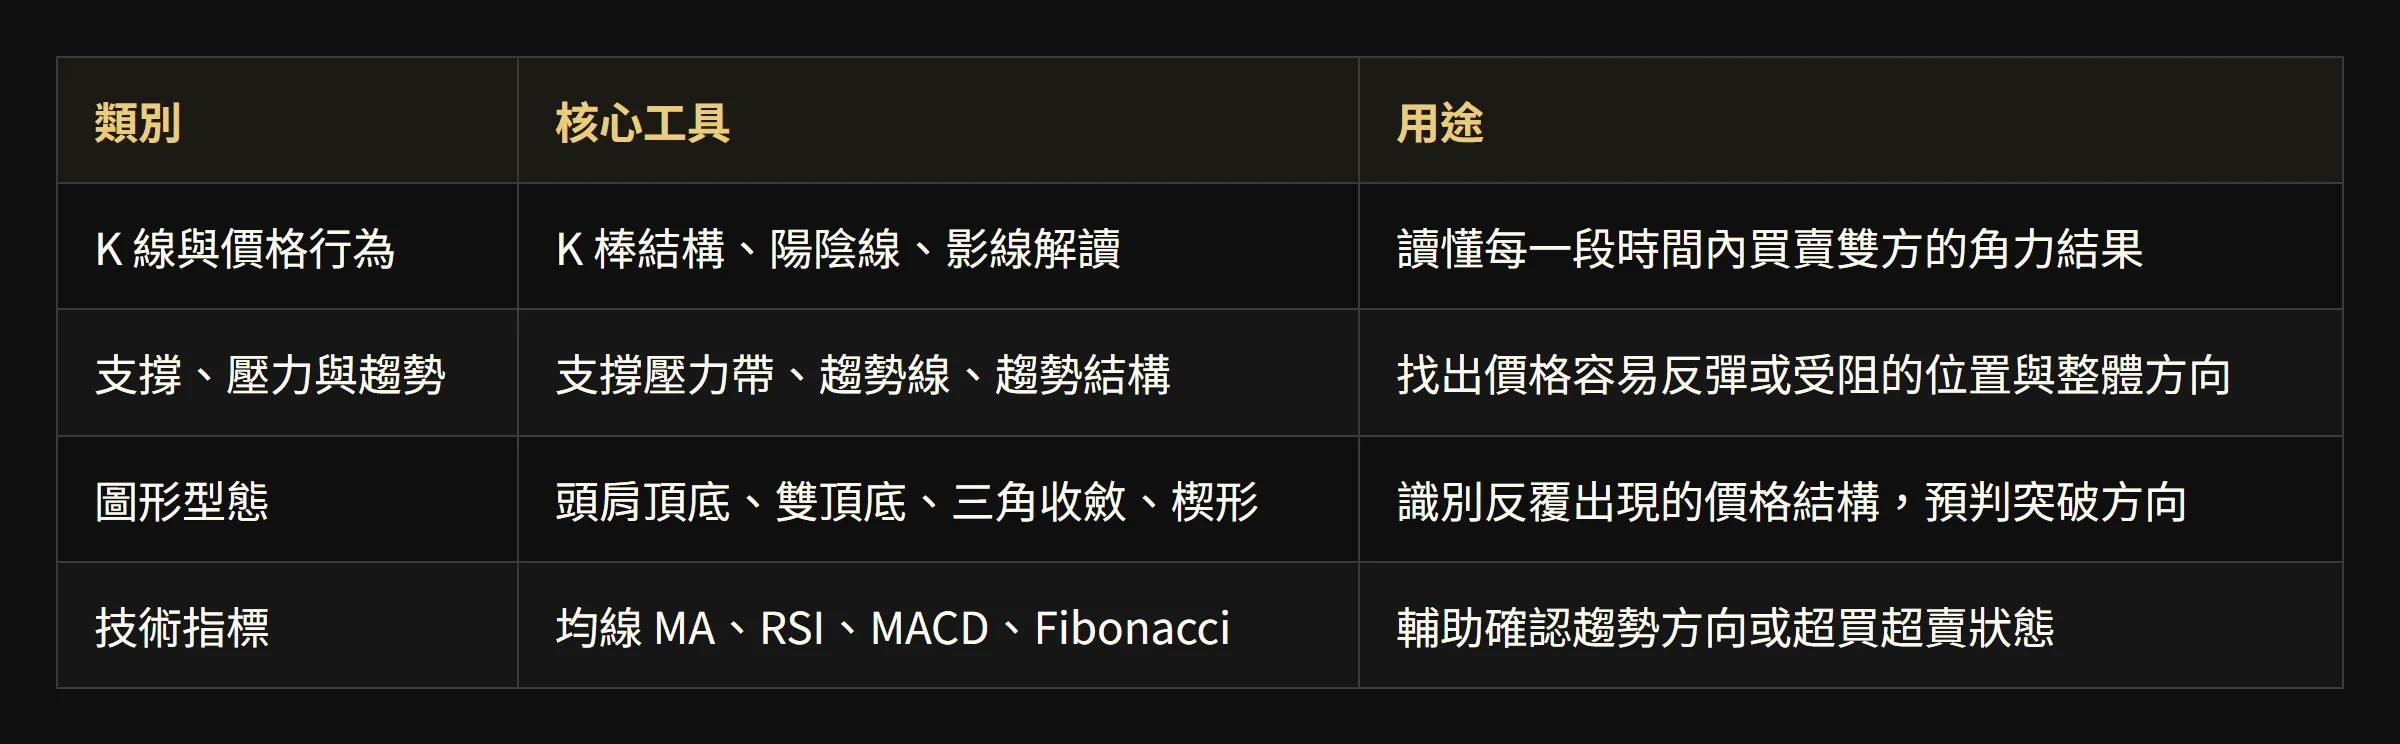 類別 核心工具 用途
K 線與價格行為 K 棒結構、陽陰線、影線解讀 讀懂每一段時間內買賣雙方的角力結果
支撐、壓力與趨勢 支撐壓力帶、趨勢線、趨勢結構 找出價格容易反彈或受阻的位置與整體方向
圖形型態 頭肩頂底、雙頂底、三角收斂、楔形 識別反覆出現的價格結構，預判突破方向
技術指標 均線 MA、RSI、MACD、Fibonacci 輔助確認趨勢方向或超買超賣狀態